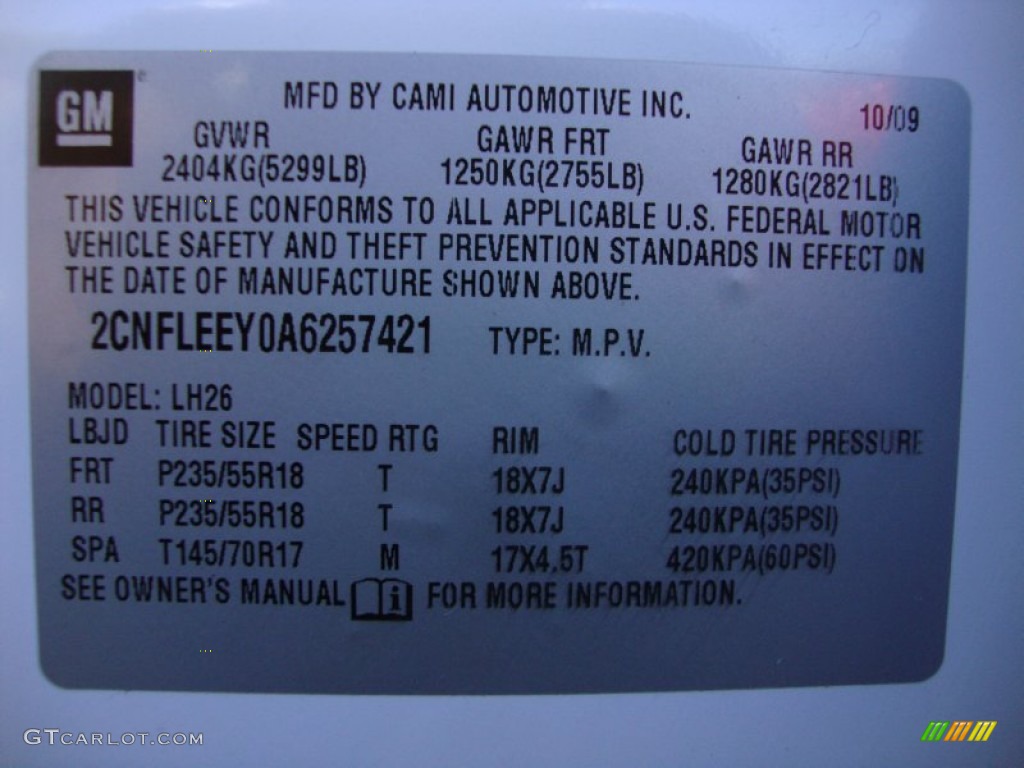 GM
MFD BY CAMI AUTOMOTIVE INC.
10/09
GVWR GAWR FRT GAWR RR
2404KG(5299LB) 1250KG(2755LB) 1280KG(2821LB)
THIS VEHICLE CONFORMS TO ALL APPLICABLE U.S. FEDERAL MOTOR
VEHICLE SAFETY AND THEFT PREVENTION STANDARDS IN EFFECT ON
THE DATE OF MANUFACTURE SHOWN ABOVE.
2CNFLEEY0A6257421 TYPE: M.P.V.
MODEL: LH26
LBJD TIRE SIZE SPEED RTG RIM COLD TIRE PRESSURE
FRT P235/55R18 T 18X7J 240KPA(35PSI)
RR P235/55R18 T 18X7J 240KPA(35PSI)
SPA T145/70R17 M 17X4.5T 420KPA(60PSI)
SEE OWNER'S MANUAL i FOR MORE INFORMATION.
GTCARLOT.COM